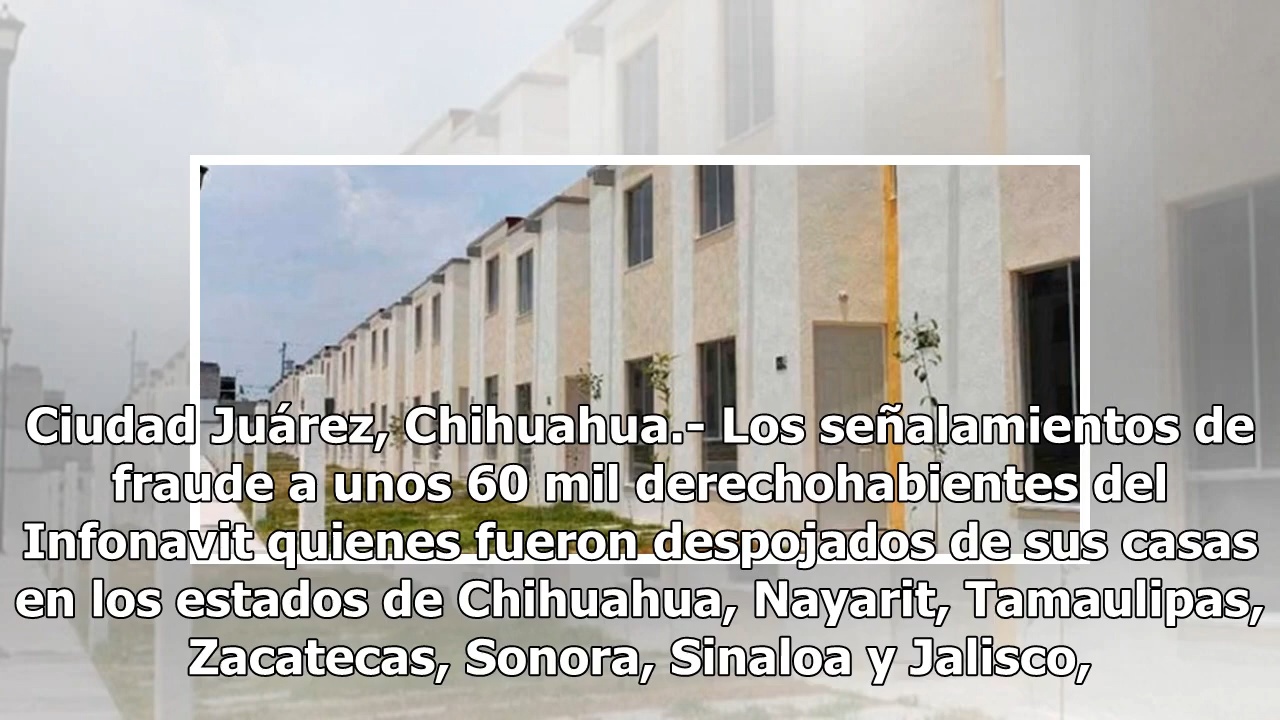 Ciudad Juárez, Chihuahua.- Los señalamientos de
fraude a unos 60 mil derechohabientes del
Infonavit quienes fueron despojados de sus casas
en los estados de Chihuahua, Nayarit, Tamaulipas,
Zacatecas, Sonora, Sinaloa y Jalisco,